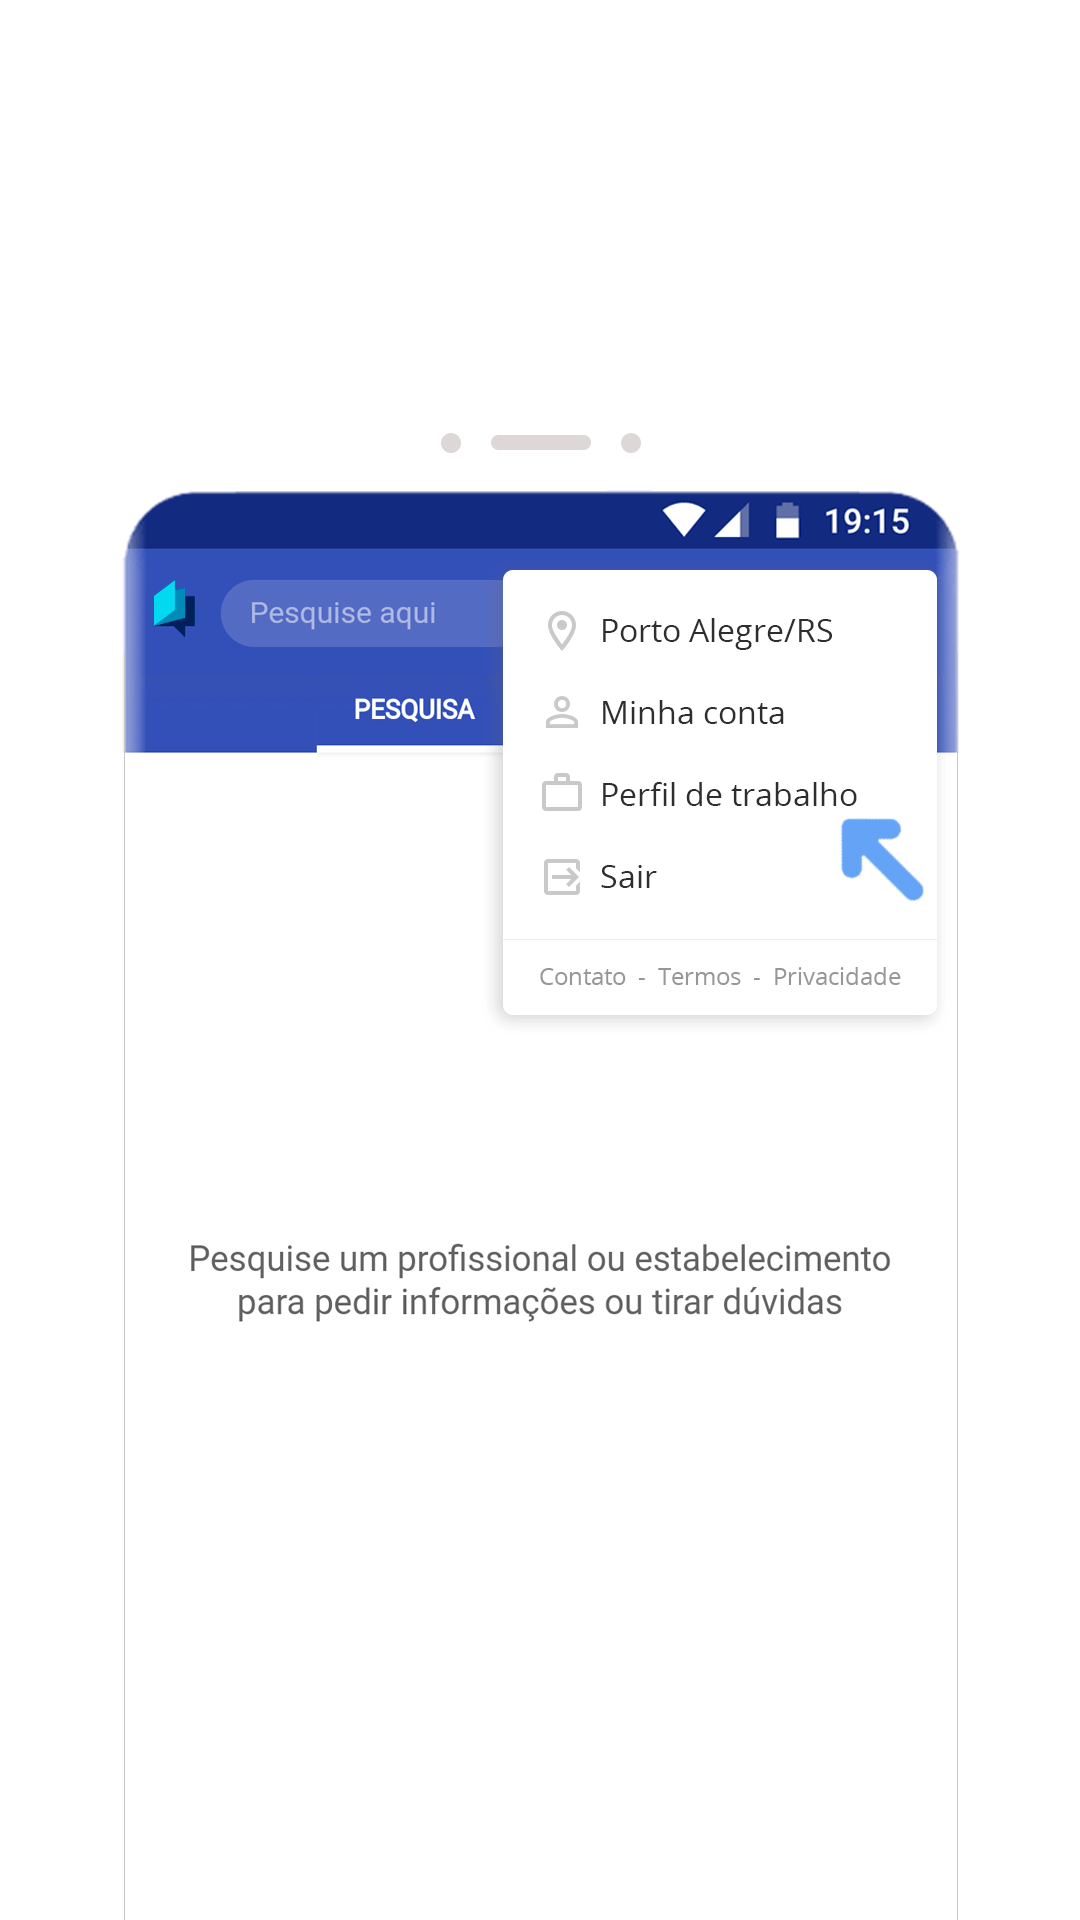 19:15
Pesquise aqui
PESQUISA
Porto Alegre/RS
Minha conta
Perfil de trabalho
Sair
Contato - Termos - Privacidade
Pesquise um profissional ou estabelecimento
para pedir informações ou tirar dúvidas